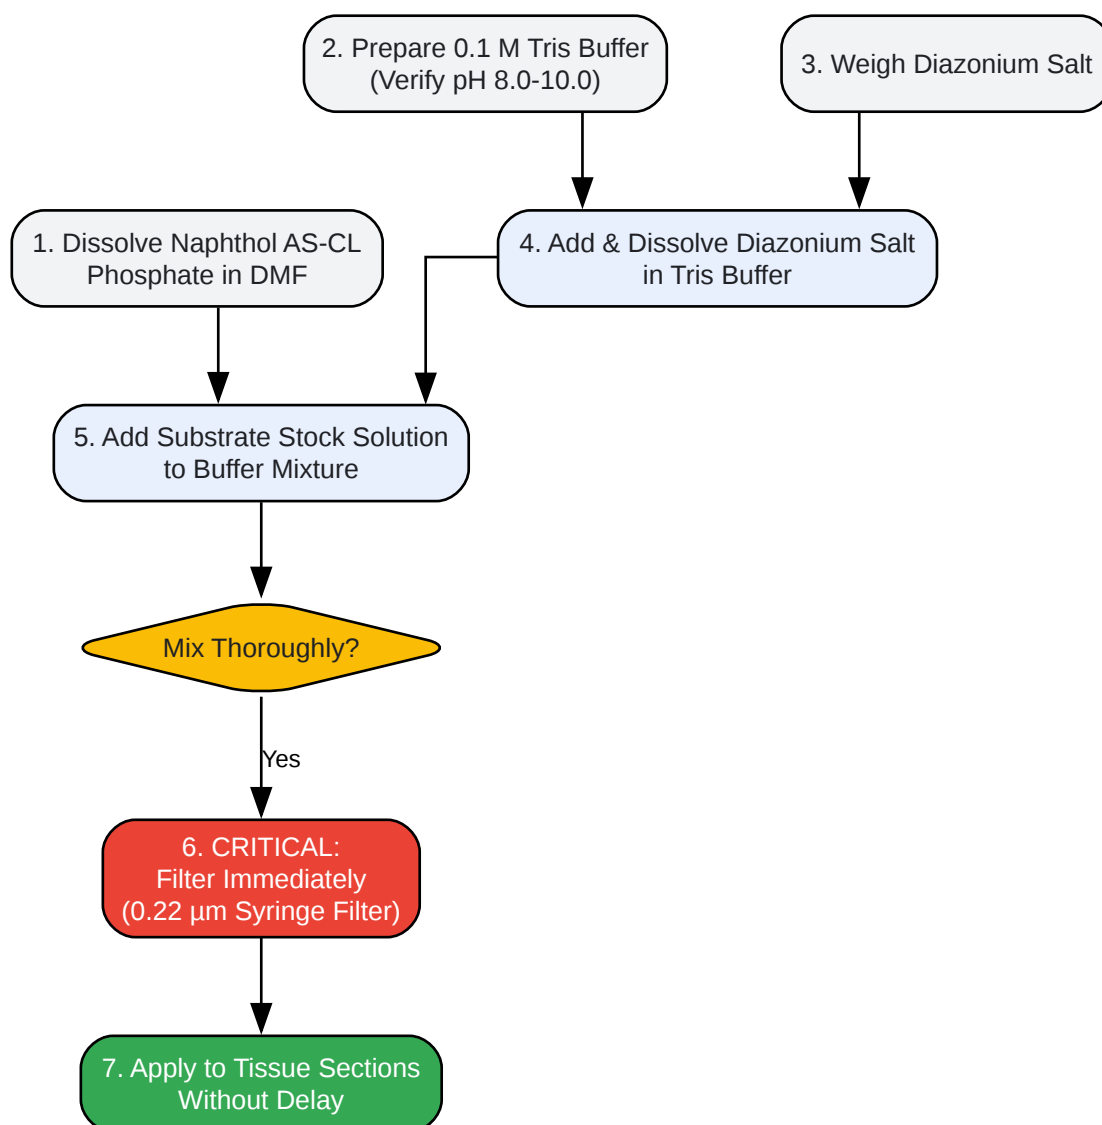 2. Prepare 0.1 M Tris Buffer
(Verify pH 8.0-10.0)
3. Weigh Diazonium Salt
1. Dissolve Naphthol AS-CL
Phosphate in DMF
4. Add & Dissolve Diazonium Salt
in Tris Buffer
5. Add Substrate Stock Solution
to Buffer Mixture
Mix Thoroughly?
Yes
6. CRITICAL:
Filter Immediately
(0.22 µm Syringe Filter)
7. Apply to Tissue Sections
Without Delay